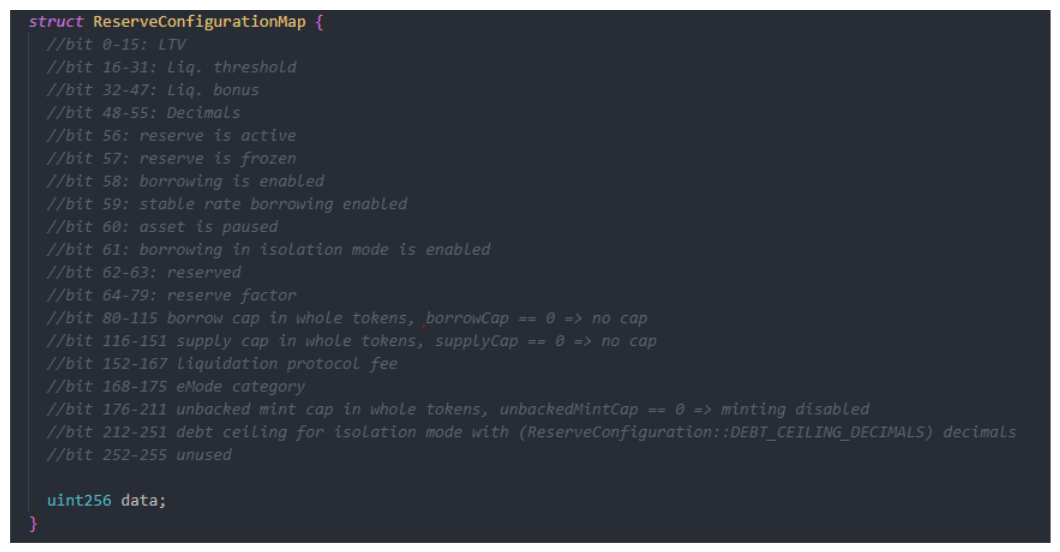 struct ReserveConfigurationMap {
//bit 0-15: LTV
//bit 16-31: Liq. threshold
//bit 32-47: Liq. bonus
//bit 48-55: Decimals
//bit 56: reserve is active
//bit 57: reserve is frozen
//bit 58: borrowing is enabled
//bit 59: stable rate borrowing enabled
//bit 60: asset is paused
//bit 61: borrowing in isolation mode is enabled
//bit 62-63: reserved
//bit 64-79: reserve factor
//bit 80-115 borrow cap in whole tokens, borrowCap == 0 => no cap
//bit 116-151 supply cap in whole tokens, supplyCap == 0 => no cap
//bit 152-167 liquidation protocol fee
//bit 168-175 eMode category
//bit 176-211 unbacked mint cap in whole tokens, unbackedMintCap == 0 => minting disabled
//bit 212-251 debt ceiling for isolation mode with (ReserveConfiguration::DEBT_CEILING_DECIMALS) decimals
//bit 252-255 unused
uint256 data;
}